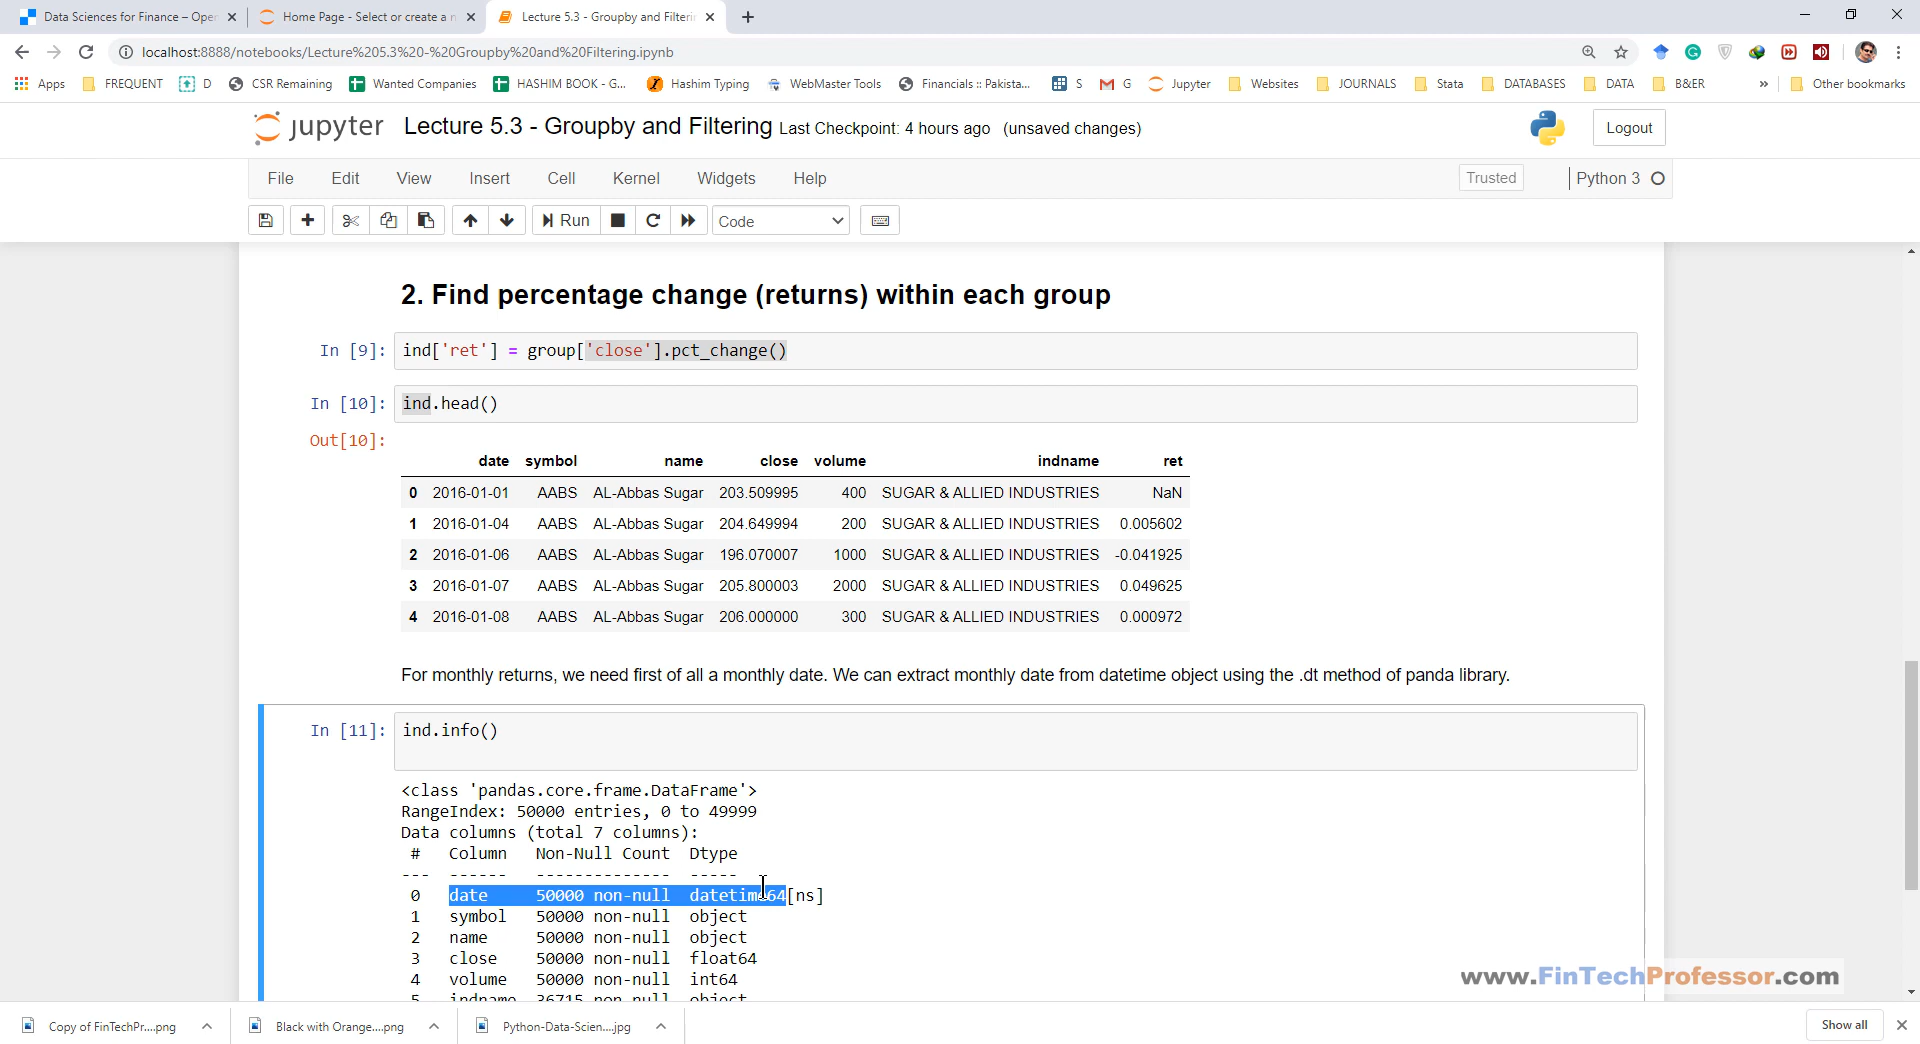 Data Sciences for Finance – Oper
Home Page - Select or create a n
Lecture 5.3 - Groupby and Filterin
localhost:8888/notebooks/Lecture%205.3%20-%20Groupby%20and%20Filtering.ipynb
Apps FREQUENT D CSR Remaining Wanted Companies HASHIM BOOK - G... Hashim Typing WebMaster Tools Financials :: Pakista... S G Jupyter Websites JOURNALS Stata DATABASES DATA B&ER » Other bookmarks
jupyter Lecture 5.3 - Groupby and Filtering Last Checkpoint: 4 hours ago (unsaved changes)
Logout
File Edit View Insert Cell Kernel Widgets Help Trusted Python 3
Run Code
2. Find percentage change (returns) within each group
In [9]: ind['ret'] = group['close'].pct_change()
In [10]: ind.head()
Out[10]:
date symbol name close volume indname ret
0 2016-01-01 AABS AL-Abbas Sugar 203.509995 400 SUGAR & ALLIED INDUSTRIES NaN
1 2016-01-04 AABS AL-Abbas Sugar 204.649994 200 SUGAR & ALLIED INDUSTRIES 0.005602
2 2016-01-06 AABS AL-Abbas Sugar 196.070007 1000 SUGAR & ALLIED INDUSTRIES -0.041925
3 2016-01-07 AABS AL-Abbas Sugar 205.800003 2000 SUGAR & ALLIED INDUSTRIES 0.049625
4 2016-01-08 AABS AL-Abbas Sugar 206.000000 300 SUGAR & ALLIED INDUSTRIES 0.000972
For monthly returns, we need first of all a monthly date. We can extract monthly date from datetime object using the .dt method of panda library.
In [11]: ind.info()
<class 'pandas.core.frame.DataFrame'>
RangeIndex: 50000 entries, 0 to 49999
Data columns (total 7 columns):
# Column Non-Null Count Dtype
--- ------ -------------- -----
0 date 50000 non-null datetime64[ns]
1 symbol 50000 non-null object
2 name 50000 non-null object
3 close 50000 non-null float64
4 volume 50000 non-null int64
5 indname 36715 non-null object
www.FinTechProfessor.com
Copy of FinTechPr....png
Black with Orange....png
Python-Data-Scien....jpg
Show all